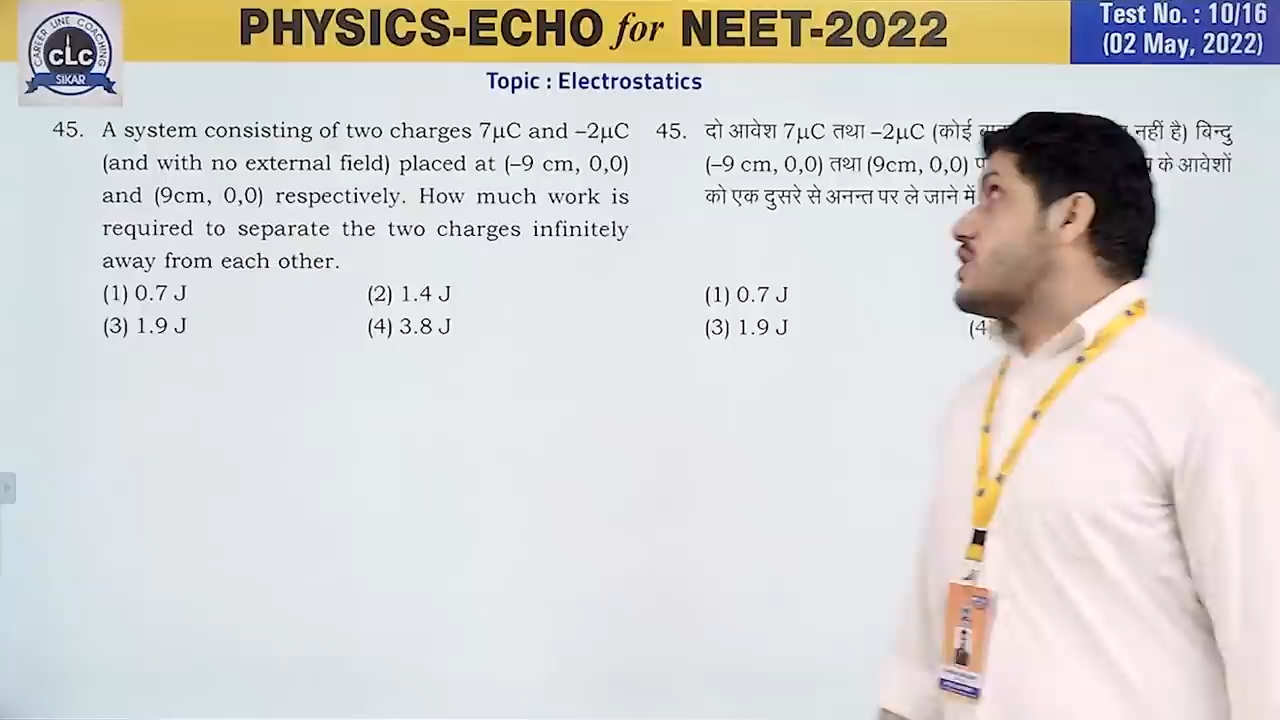 CAREER LINE COACHING
CLC
SIKAR
PHYSICS-ECHO for NEET-2022
Test No. : 10/16
(02 May, 2022)
Topic : Electrostatics
45. A system consisting of two charges 7μC and –2μC
(and with no external field) placed at (–9 cm, 0,0)
and (9cm, 0,0) respectively. How much work is
required to separate the two charges infinitely
away from each other.
(1) 0.7 J (2) 1.4 J
(3) 1.9 J (4) 3.8 J
45. दो आवेश 7μC तथा –2μC (कोई नहीं है) बिन्दु
(–9 cm, 0,0) तथा (9cm, 0,0) के आवेशों
को एक दुसरे से अनन्त पर ले जाने में
(1) 0.7 J
(3) 1.9 J (4)